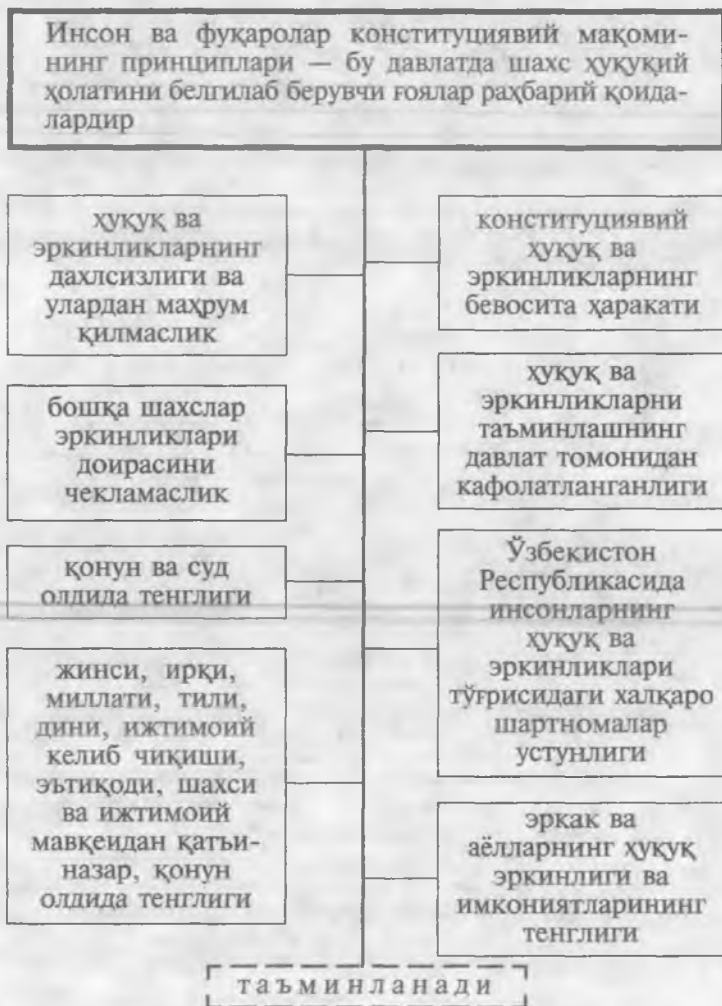 Инсон ва фуқаролар конституциявий мақоми-
нинг принциплари — бу давлатда шахс ҳуқуқий
ҳолатини белгилаб берувчи ғоялар раҳбарий қоида-
лардир
ҳуқуқ ва
эркинликларнинг
дахлсизлиги ва
улардан маҳрум
қилмаслик
конституциявий
ҳуқуқ ва
эркинликларнинг
бевосита ҳаракати
бошқа шахслар
эркинликлари
доирасини
чекламаслик
ҳуқуқ ва
эркинликларни
таъминлашнинг
давлат томонидан
кафолатланганлиги
қонун ва суд
олдида тенглиги
Ўзбекистон
Республикасида
инсонларнинг
ҳуқуқ ва
эркинликлари
тўғрисидаги халқаро
шартномалар
устунлиги
жинси, ирқи,
миллати, тили,
дини, ижтимоий
келиб чиқиши,
эътиқоди, шахси
ва ижтимоий
мавқеидан қатъи-
назар, қонун
олдида тенглиги
эркак ва
аёлларнинг ҳуқуқ
эркинлиги ва
имкониятларининг
тенглиги
таъминланади